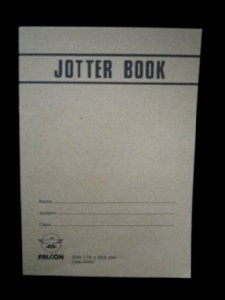 JOTTER BOOK
Name
Subject
Class
FALCON